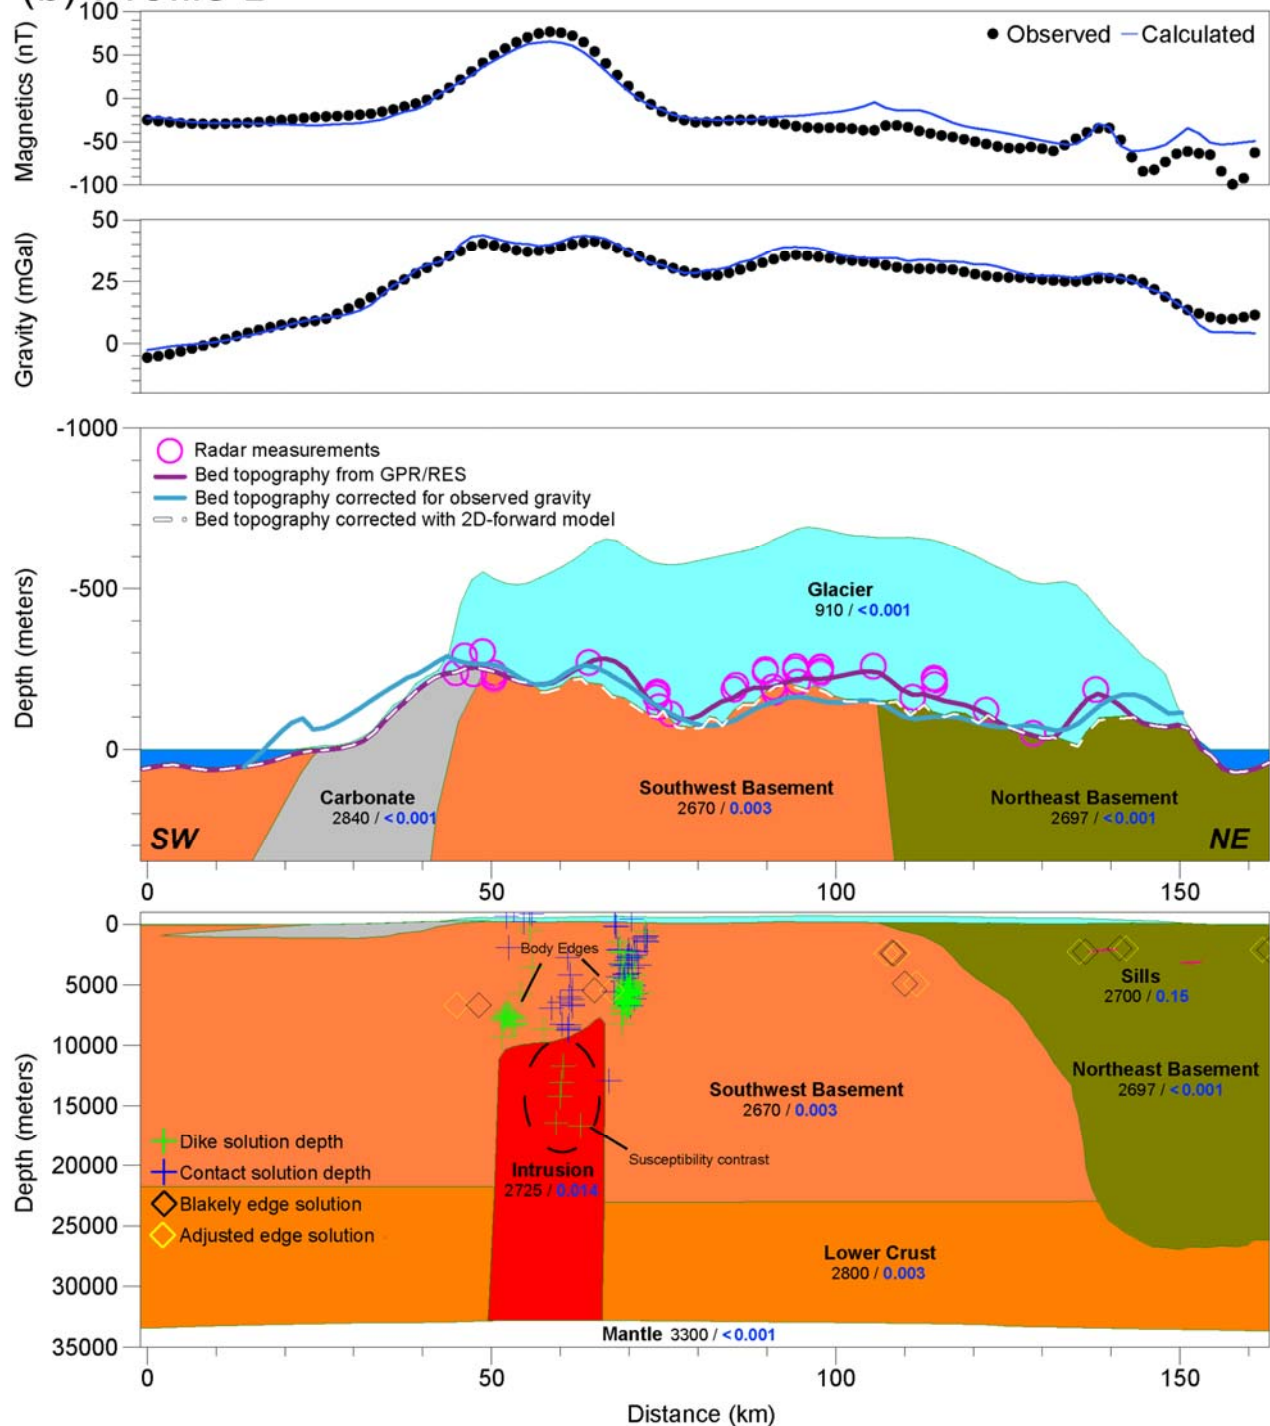 100
50
0
-50
-100
Magnetics (nT)
Observed
Calculated
50
25
0
Gravity (mGal)
-1000
-500
0
Depth (meters)
Radar measurements
Bed topography from GPR/RES
Bed topography corrected for observed gravity
Bed topography corrected with 2D-forward model
Glacier
910 / <0.001
Carbonate
2840 / <0.001
Southwest Basement
2670 / 0.003
Northeast Basement
2697 / <0.001
SW
NE
0 50 100 150
0
5000
10000
15000
20000
25000
30000
35000
Depth (meters)
Body Edges
Sills
2700 / 0.15
Northeast Basement
2697 / <0.001
Southwest Basement
2670 / 0.003
Dike solution depth
Contact solution depth
Blakely edge solution
Adjusted edge solution
Susceptibility contrast
Intrusion
2725 / 0.014
Lower Crust
2800 / 0.003
Mantle 3300 / <0.001
0 50 100 150
Distance (km)